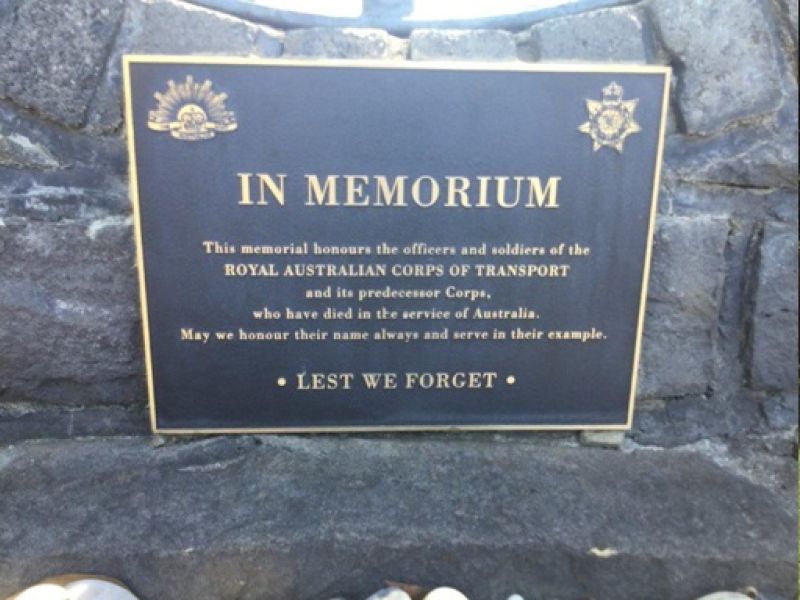 IN MEMORIUM
This memorial honours the officers and soldiers of the
ROYAL AUSTRALIAN CORPS OF TRANSPORT
and its predecessor Corps,
who have died in the service of Australia.
May we honour their name always and serve in their example.
• LEST WE FORGET •